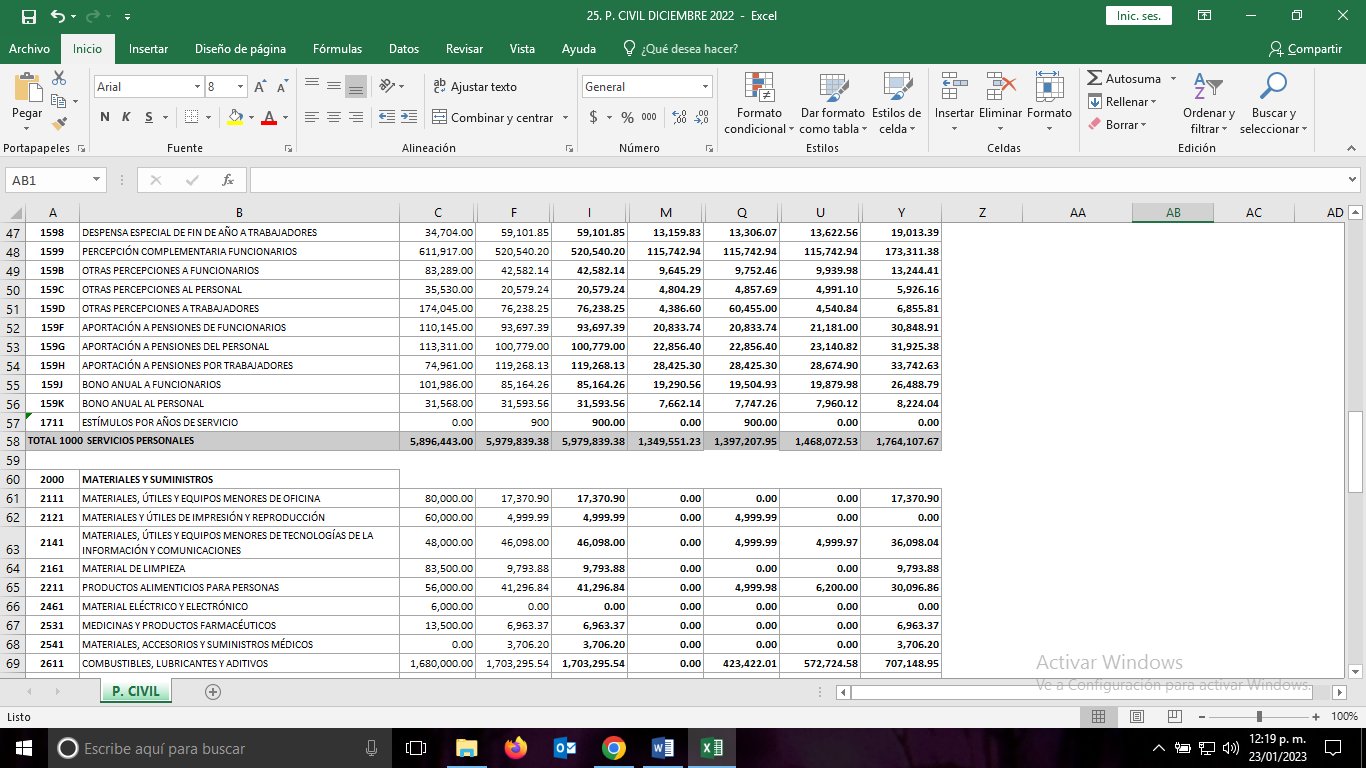 25. P. CIVIL DICIEMBRE 2022 - Excel
Inic. ses.
Archivo Inicio Insertar Diseño de página Fórmulas Datos Revisar Vista Ayuda ¿Qué desea hacer? Compartir
Pegar
Arial 8 A A
N K S A
ab Ajustar texto
Combinar y centrar
General
$ % 000
Formato condicional
Dar formato como tabla
Estilos de celda
Insertar Eliminar Formato
Autosuma
Rellenar
Borrar
Ordenar y filtrar
Buscar y seleccionar
Portapapeles Fuente Alineación Número Estilos Celdas Edición
AB1 fx
A B C F I M Q U Y Z AA AB AC AD
47 1598 DESPENSA ESPECIAL DE FIN DE AÑO A TRABAJADORES 34,704.00 59,101.85 59,101.85 13,159.83 13,306.07 13,622.56 19,013.39
48 1599 PERCEPCIÓN COMPLEMENTARIA FUNCIONARIOS 611,917.00 520,540.20 520,540.20 115,742.94 115,742.94 115,742.94 173,311.38
49 159B OTRAS PERCEPCIONES A FUNCIONARIOS 83,289.00 42,582.14 42,582.14 9,645.29 9,752.46 9,939.98 13,244.41
50 159C OTRAS PERCEPCIONES AL PERSONAL 35,530.00 20,579.24 20,579.24 4,804.29 4,857.69 4,991.10 5,926.16
51 159D OTRAS PERCEPCIONES A TRABAJADORES 174,045.00 76,238.25 76,238.25 4,386.60 60,455.00 4,540.84 6,855.81
52 159F APORTACIÓN A PENSIONES DE FUNCIONARIOS 110,145.00 93,697.39 93,697.39 20,833.74 20,833.74 21,181.00 30,848.91
53 159G APORTACIÓN A PENSIONES DEL PERSONAL 113,311.00 100,779.00 100,779.00 22,856.40 22,856.40 23,140.82 31,925.38
54 159H APORTACIÓN A PENSIONES POR TRABAJADORES 74,961.00 119,268.13 119,268.13 28,425.30 28,425.30 28,674.90 33,742.63
55 159J BONO ANUAL A FUNCIONARIOS 101,986.00 85,164.26 85,164.26 19,290.56 19,504.93 19,879.98 26,488.79
56 159K BONO ANUAL AL PERSONAL 31,568.00 31,593.56 31,593.56 7,662.14 7,747.26 7,960.12 8,224.04
57 1711 ESTÍMULOS POR AÑOS DE SERVICIO 0.00 900 900.00 0.00 900.00 0.00 0.00
58 TOTAL 1000 SERVICIOS PERSONALES 5,896,443.00 5,979,839.38 5,979,839.38 1,349,551.23 1,397,207.95 1,468,072.53 1,764,107.67
59
60 2000 MATERIALES Y SUMINISTROS
61 2111 MATERIALES, ÚTILES Y EQUIPOS MENORES DE OFICINA 80,000.00 17,370.90 17,370.90 0.00 0.00 0.00 17,370.90
62 2121 MATERIALES Y ÚTILES DE IMPRESIÓN Y REPRODUCCIÓN 60,000.00 4,999.99 4,999.99 0.00 4,999.99 0.00 0.00
63 2141 MATERIALES, ÚTILES Y EQUIPOS MENORES DE TECNOLOGÍAS DE LA
INFORMACIÓN Y COMUNICACIONES 48,000.00 46,098.00 46,098.00 0.00 4,999.99 4,999.97 36,098.04
64 2161 MATERIAL DE LIMPIEZA 83,500.00 9,793.88 9,793.88 0.00 0.00 0.00 9,793.88
65 2211 PRODUCTOS ALIMENTICIOS PARA PERSONAS 56,000.00 41,296.84 41,296.84 0.00 4,999.98 6,200.00 30,096.86
66 2461 MATERIAL ELÉCTRICO Y ELECTRÓNICO 6,000.00 0.00 0.00 0.00 0.00 0.00 0.00
67 2531 MEDICINAS Y PRODUCTOS FARMACÉUTICOS 13,500.00 6,963.37 6,963.37 0.00 0.00 0.00 6,963.37
68 2541 MATERIALES, ACCESORIOS Y SUMINISTROS MÉDICOS 0.00 3,706.20 3,706.20 0.00 0.00 0.00 3,706.20
69 2611 COMBUSTIBLES, LUBRICANTES Y ADITIVOS 1,680,000.00 1,703,295.54 1,703,295.54 0.00 423,422.01 572,724.58 707,148.95
Activar Windows
Ve a Configuración para activar Windows.
P. CIVIL
Listo 100%
Escribe aquí para buscar
12:19 p. m.
23/01/2023